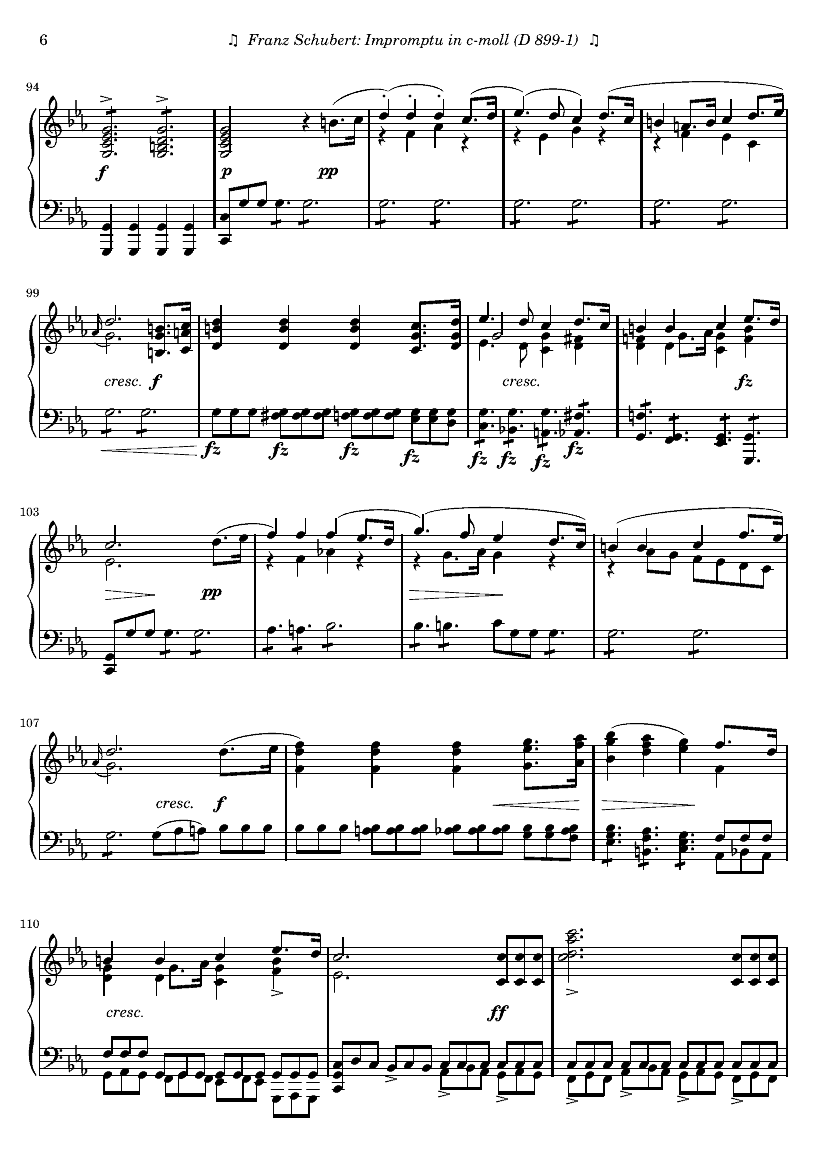 6 ♫ Franz Schubert: Impromptu in c-moll (D 899-1) ♫
94
f p pp
99
cresc. f cresc. fz
fz fz fz fz fz fz fz fz
103
pp
107
cresc. f
110
cresc. ff